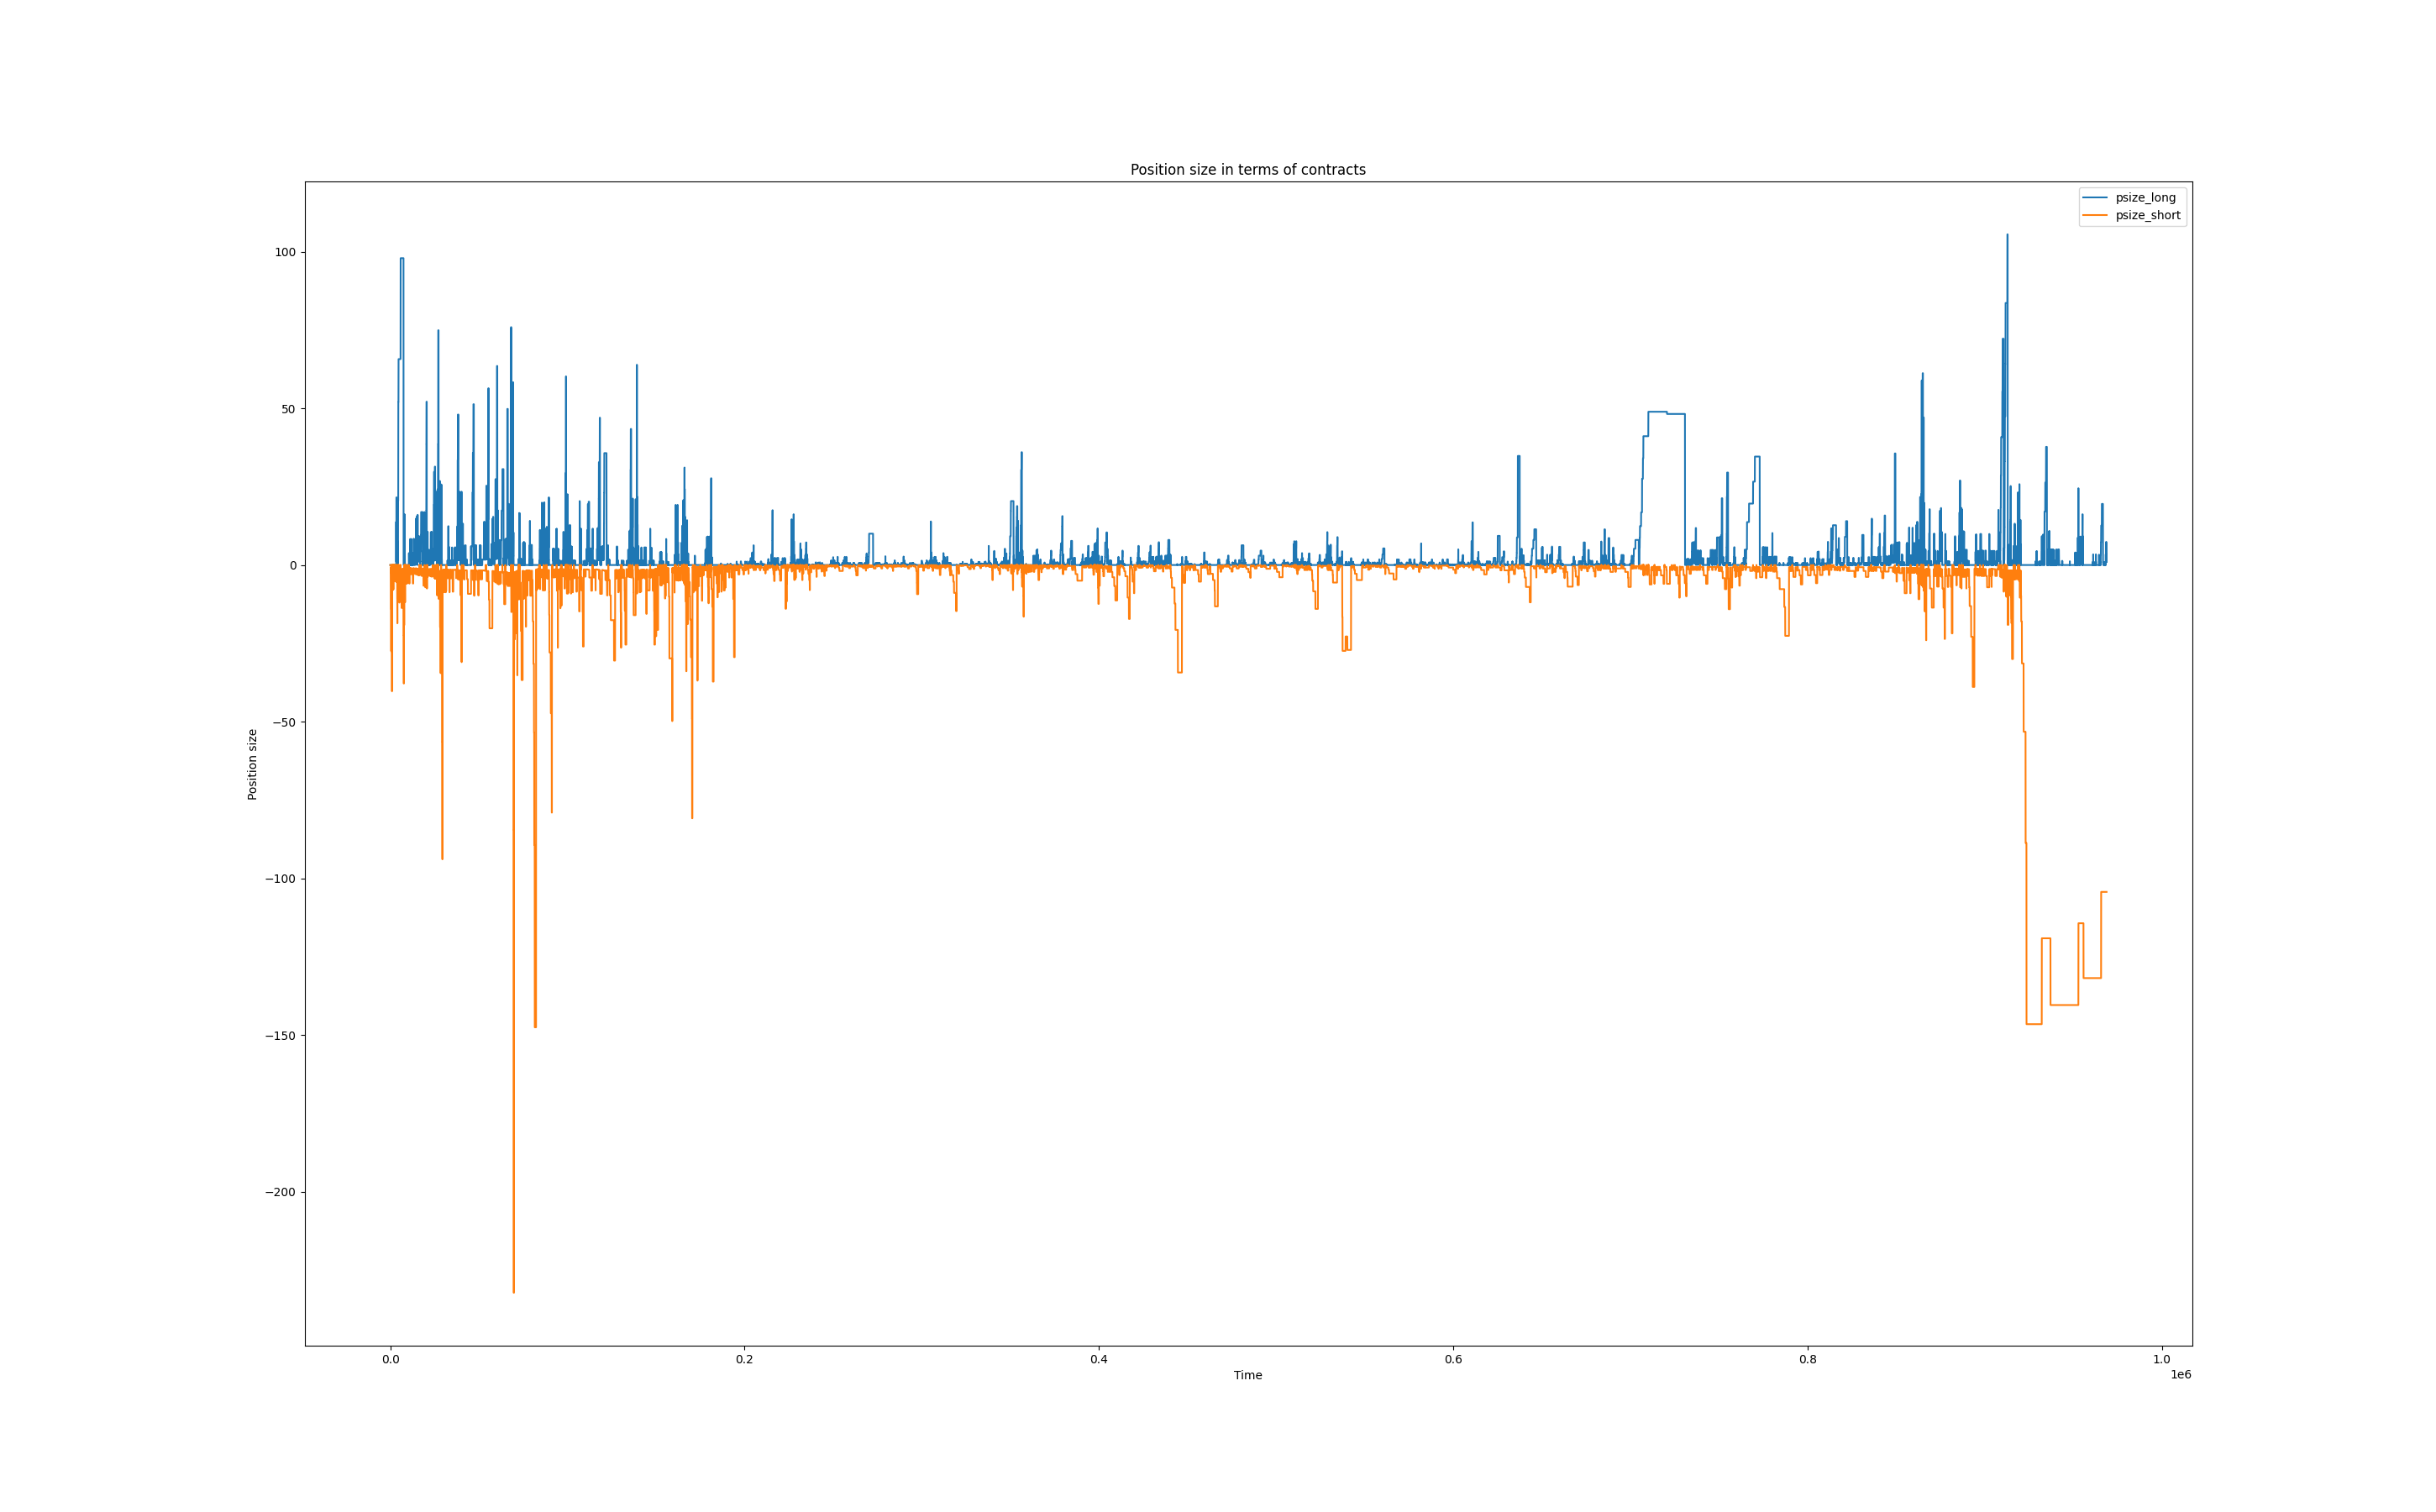 Position size in terms of contracts
psize_long
psize_short
100
50
0
−50
−100
−150
−200
Position size
0.0 0.2 0.4 0.6 0.8 1.0
Time
1e6